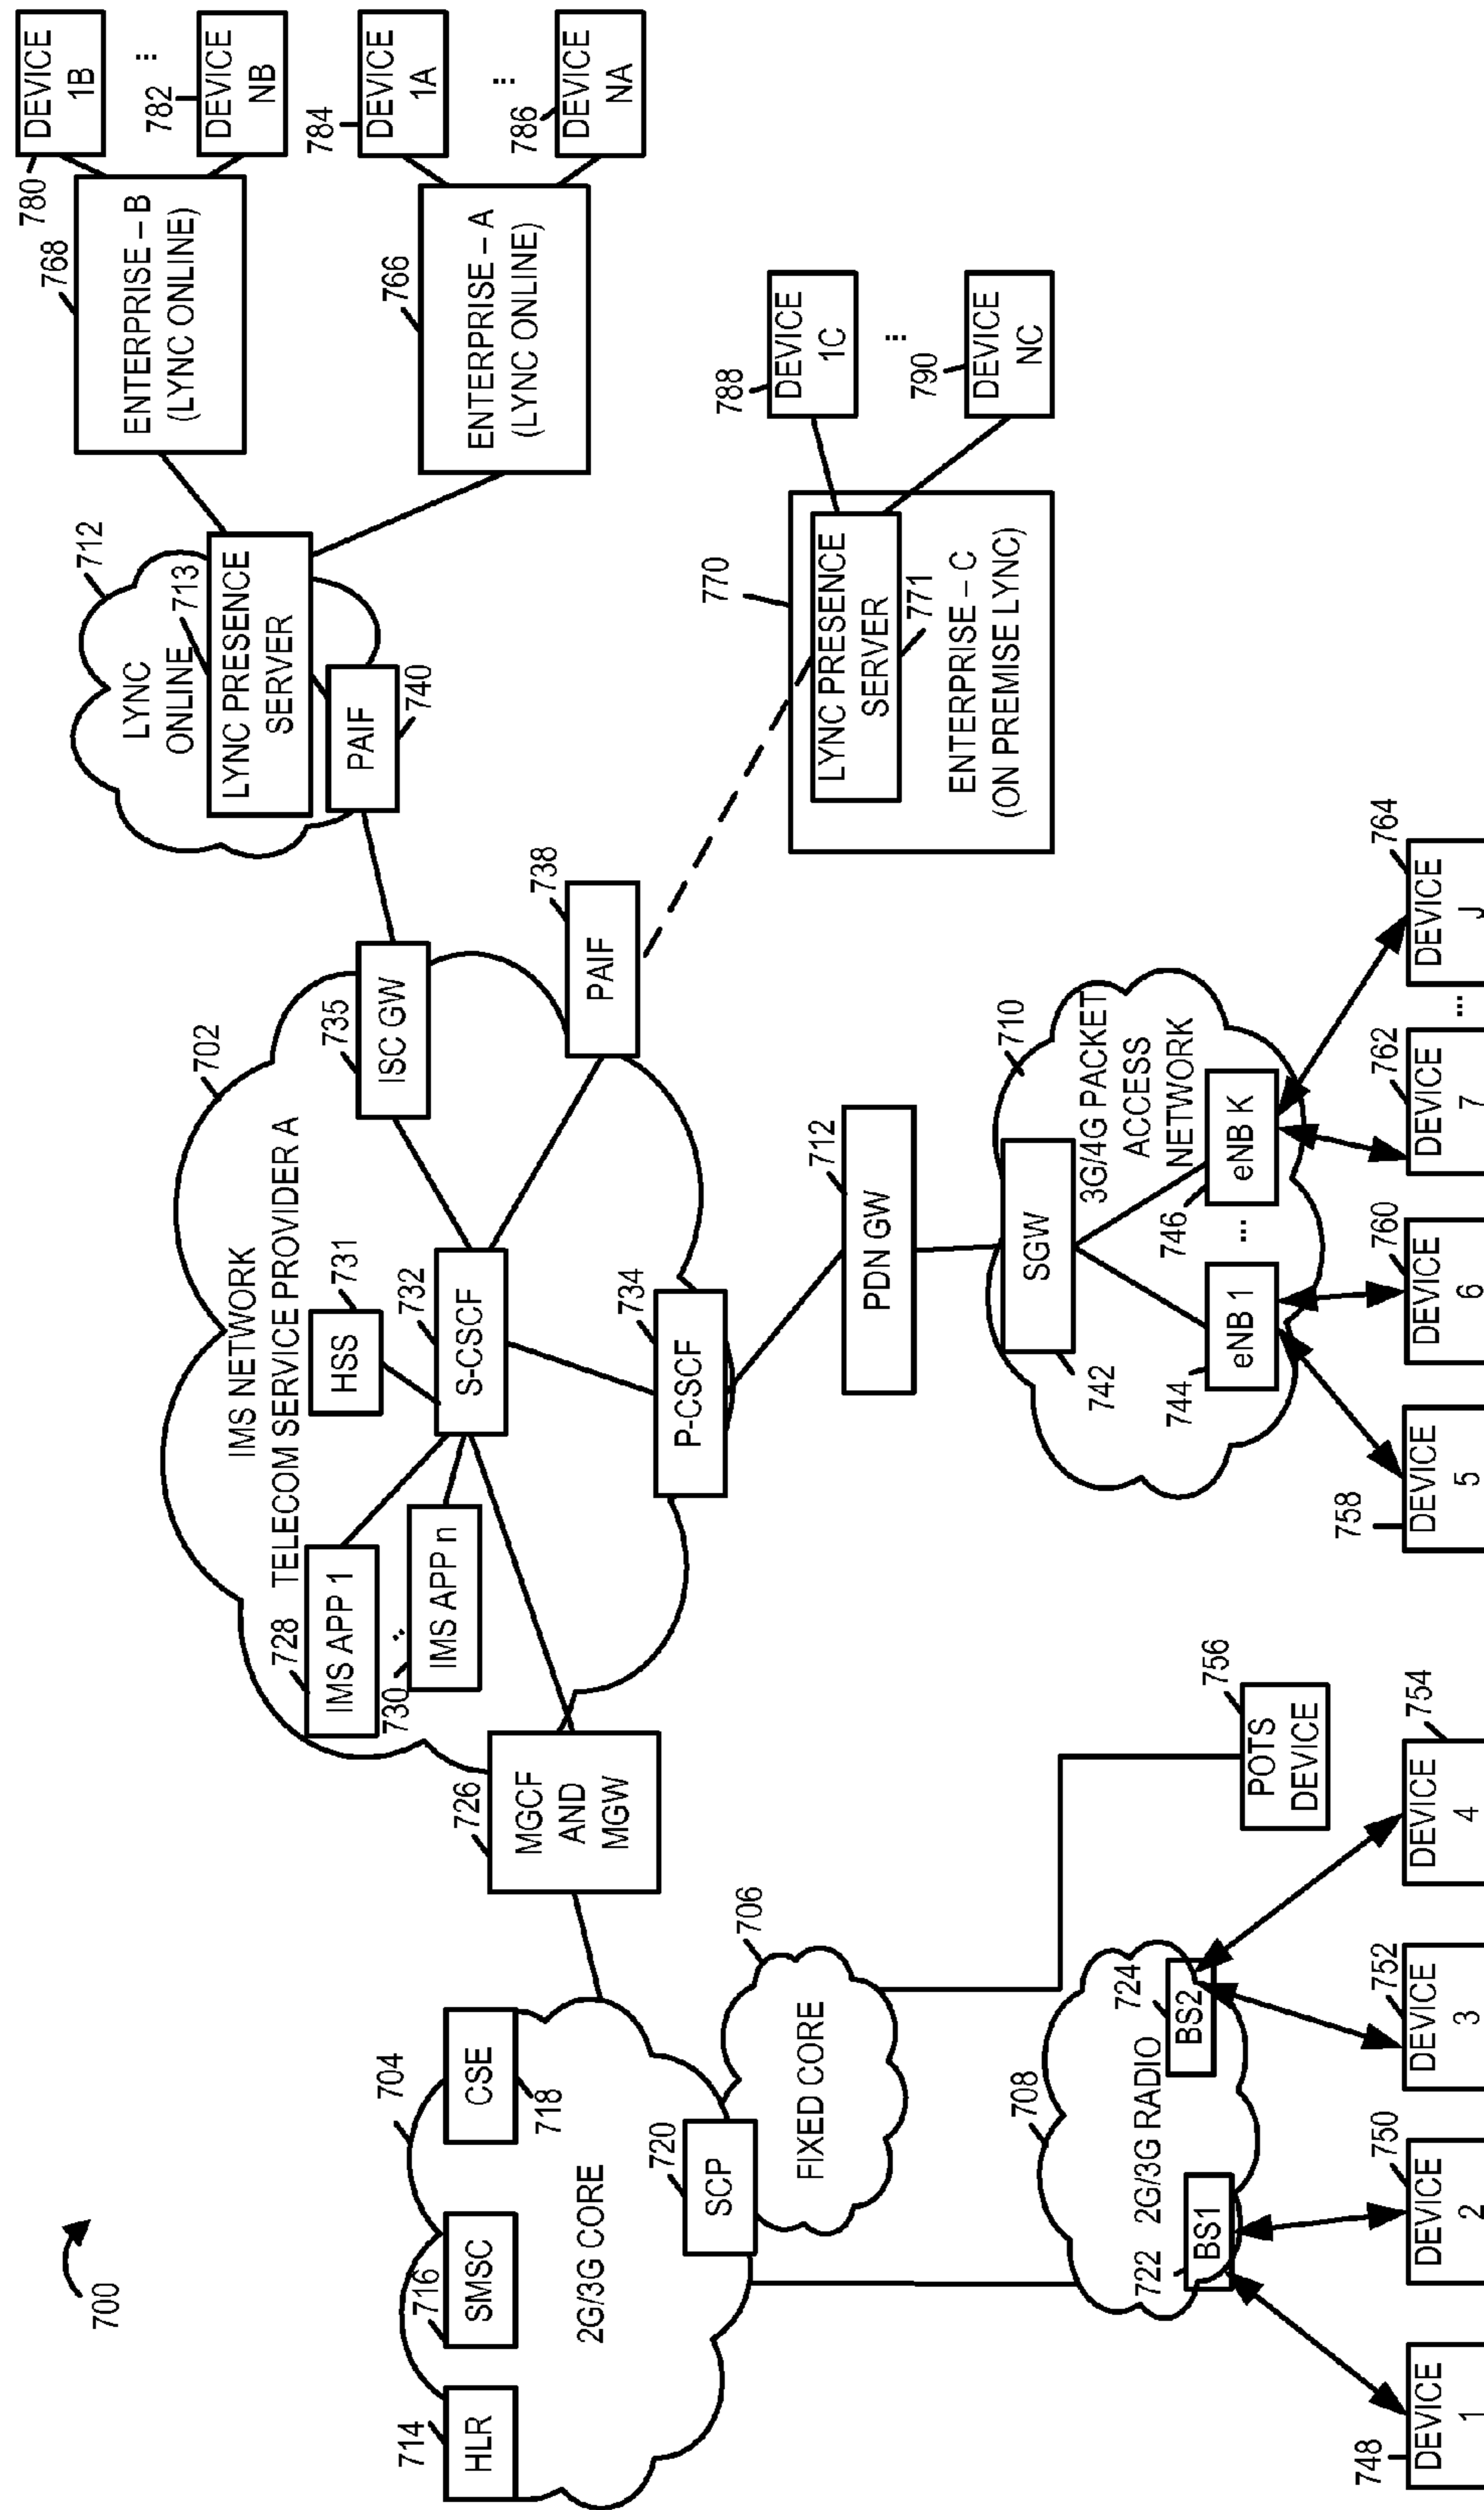 700
704
714
HLR
716
SMSC
CSE
718
2G/3G CORE
720
SCP
706
FIXED CORE
708
722
2G/3G RADIO
724
BS1
BS2
748
DEVICE
1
750
DEVICE
2
752
DEVICE
3
754
DEVICE
4
756
POTS
DEVICE
726
MGCF
AND
MGW
702
IMS NETWORK
TELECOM SERVICE PROVIDER A
728
IMS APP 1
730
IMS APP n
HSS
731
732
S-CSCF
734
P-CSCF
735
ISC GW
738
PAIF
712
PDN GW
710
3G/4G PACKET
ACCESS
NETWORK
SGW
742
744
eNB 1
...
746
eNB K
758
DEVICE
5
760
DEVICE
6
762
DEVICE
7
...
764
DEVICE
J
712
LYNC
ONLINE
713
LYNC PRESENCE
SERVER
PAIF
740
768
ENTERPRISE – B
(LYNC ONLINE)
766
ENTERPRISE – A
(LYNC ONLINE)
770
LYNC PRESENCE
SERVER
771
ENTERPRISE – C
(ON PREMISE LYNC)
780
DEVICE
1B
...
782
DEVICE
NB
784
DEVICE
1A
...
786
DEVICE
NA
788
DEVICE
1C
...
790
DEVICE
NC